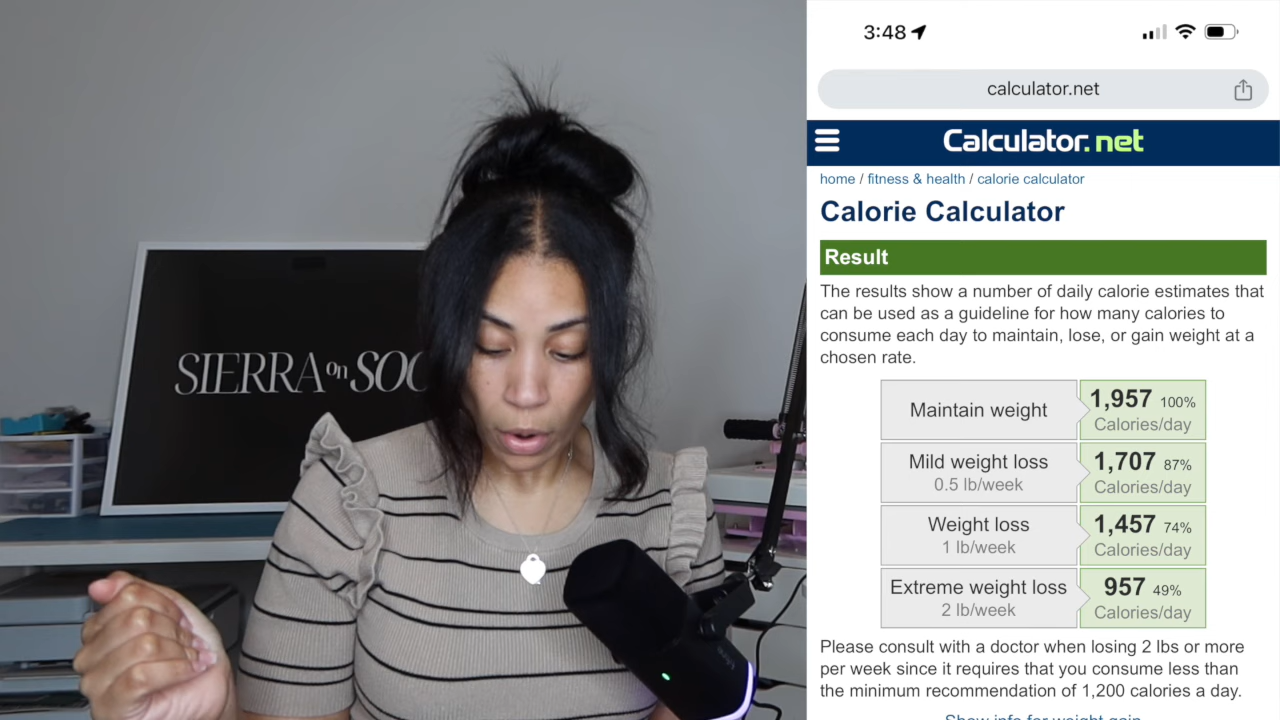 SIERRA on SOC
3:48
calculator.net
Calculator.net
home / fitness & health / calorie calculator
Calorie Calculator
Result
The results show a number of daily calorie estimates that
can be used as a guideline for how many calories to
consume each day to maintain, lose, or gain weight at a
chosen rate.
Maintain weight 1,957 100%
Calories/day
Mild weight loss 1,707 87%
0.5 lb/week Calories/day
Weight loss 1,457 74%
1 lb/week Calories/day
Extreme weight loss 957 49%
2 lb/week Calories/day
Please consult with a doctor when losing 2 lbs or more
per week since it requires that you consume less than
the minimum recommendation of 1,200 calories a day.
Show info for weight gain